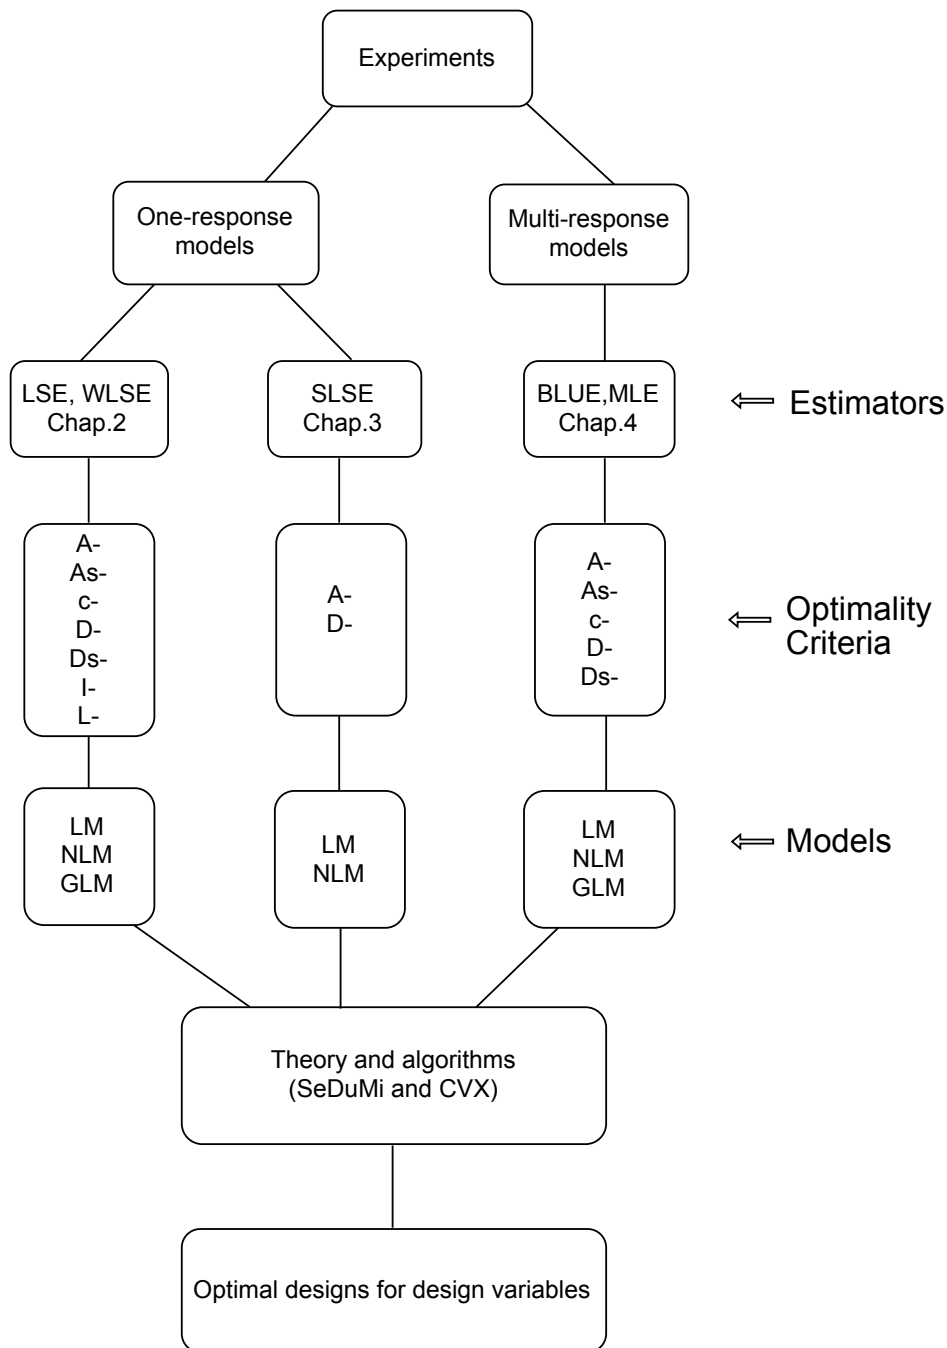 Experiments
One-response
models
Multi-response
models
LSE, WLSE
Chap.2
SLSE
Chap.3
BLUE,MLE
Chap.4
Estimators
A-
As-
c-
D-
Ds-
I-
L-
A-
D-
A-
As-
c-
D-
Ds-
Optimality
Criteria
LM
NLM
GLM
LM
NLM
LM
NLM
GLM
Models
Theory and algorithms
(SeDuMi and CVX)
Optimal designs for design variables